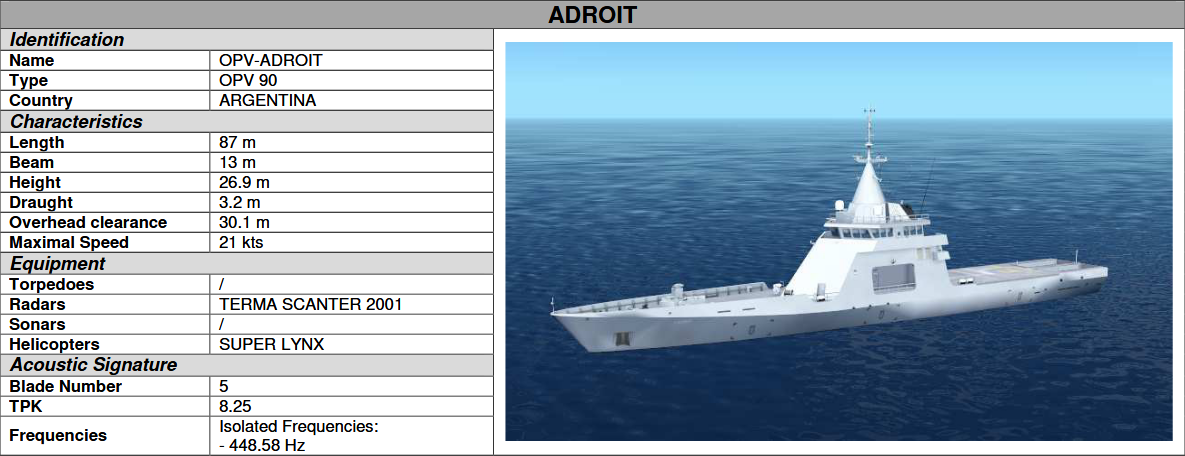 ADROIT
Identification
Name OPV-ADROIT
Type OPV 90
Country ARGENTINA
Characteristics
Length 87 m
Beam 13 m
Height 26.9 m
Draught 3.2 m
Overhead clearance 30.1 m
Maximal Speed 21 kts
Equipment
Torpedoes /
Radars TERMA SCANTER 2001
Sonars /
Helicopters SUPER LYNX
Acoustic Signature
Blade Number 5
TPK 8.25
Frequencies Isolated Frequencies:
- 448.58 Hz